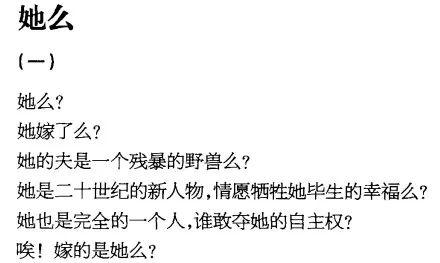 她么
(一)
她么?
她嫁了么?
她的夫是一个残暴的野兽么?
她是二十世纪的新人物,情愿牺牲她毕生的幸福么?
她也是完全的一个人,谁敢夺她的自主权?
唉! 嫁的是她么?